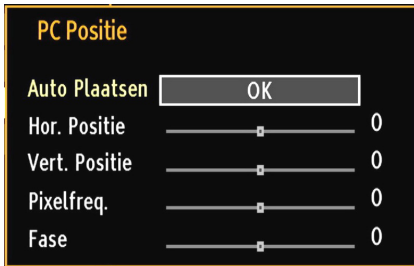 PC Positie
Auto Plaatsen OK
Hor. Positie 0
Vert. Positie 0
Pixelfreq. 0
Fase 0